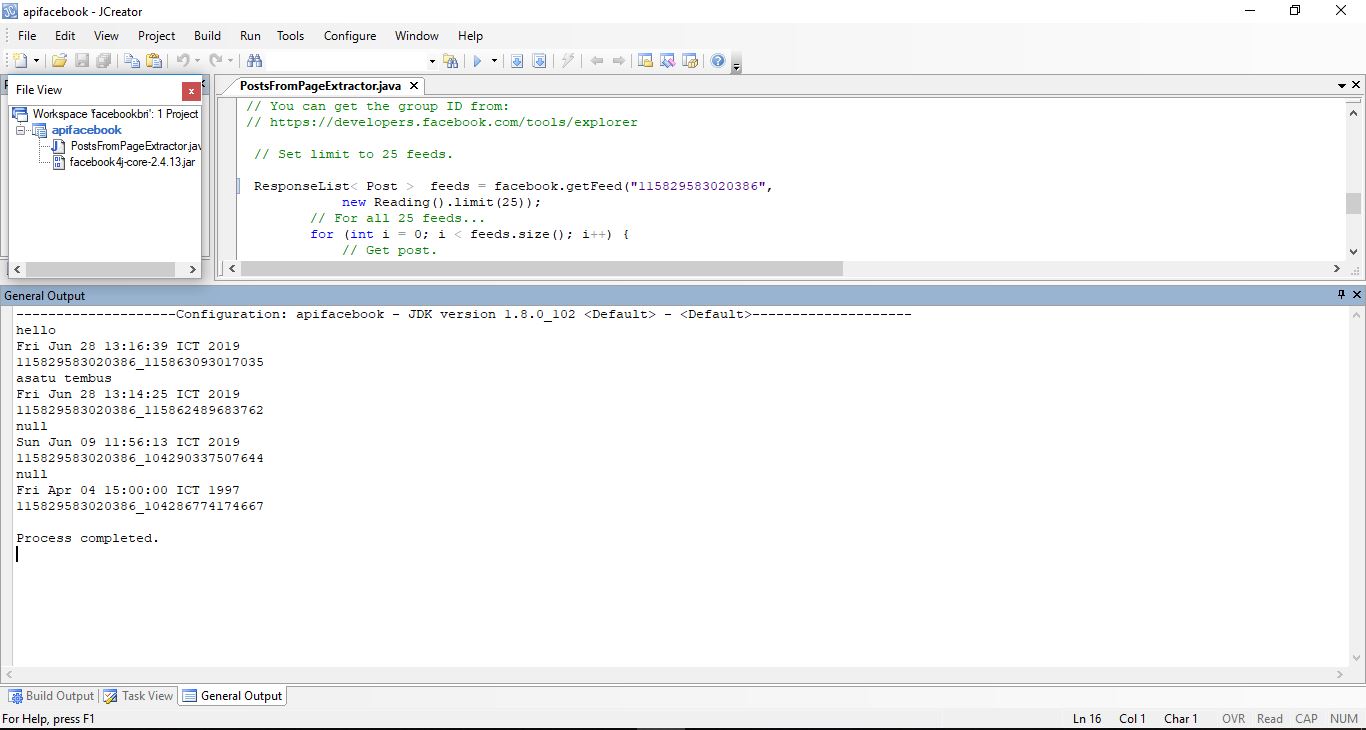 apifacebook - JCreator
File Edit View Project Build Run Tools Configure Window Help
File View
Workspace 'facebookbri': 1 Project
apifacebook
PostsFromPageExtractor.jav
facebook4j-core-2.4.13.jar
PostsFromPageExtractor.java
// You can get the group ID from:
// https://developers.facebook.com/tools/explorer
// Set limit to 25 feeds.
ResponseList< Post > feeds = facebook.getFeed("115829583020386",
new Reading().limit(25));
// For all 25 feeds...
for (int i = 0; i < feeds.size(); i++) {
// Get post.
General Output
--------------------Configuration: apifacebook - JDK version 1.8.0_102 <Default> - <Default>--------------------
hello
Fri Jun 28 13:16:39 ICT 2019
115829583020386_115863093017035
asatu tembus
Fri Jun 28 13:14:25 ICT 2019
115829583020386_115862489683762
null
Sun Jun 09 11:56:13 ICT 2019
115829583020386_104290337507644
null
Fri Apr 04 15:00:00 ICT 1997
115829583020386_104286774174667
Process completed.
Build Output Task View General Output
For Help, press F1 Ln 16 Col 1 Char 1 OVR Read CAP NUM